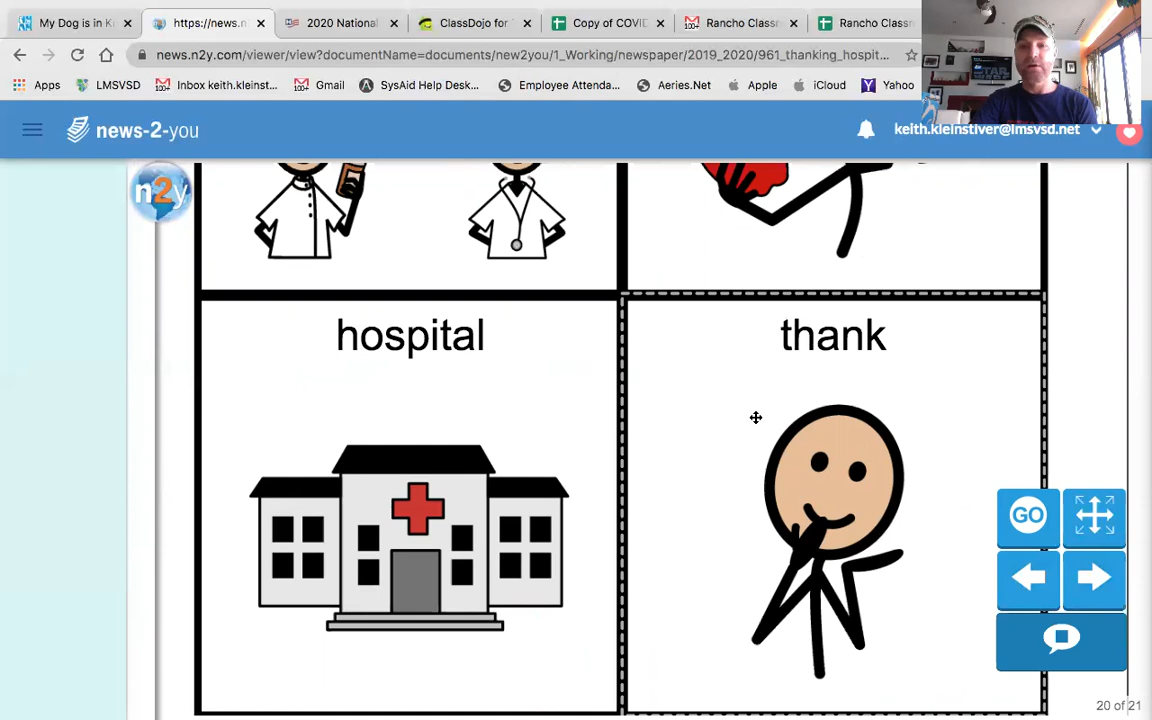 My Dog is in K
https://news.n
2020 National
ClassDojo for
Copy of COVID
Rancho Classr
Rancho Classr
news.n2y.com/viewer/view?documentName=documents/new2you/1_Working/newspaper/2019_2020/961_thanking_hospit...
Apps
LMSVSD
Inbox keith.kleinst...
Gmail
SysAid Help Desk...
Employee Attenda...
Aeries.Net
Apple
iCloud
Yahoo
news-2-you
keith.kleinstiver@lmsvsd.net
n2y
hospital
thank
GO
20 of 21